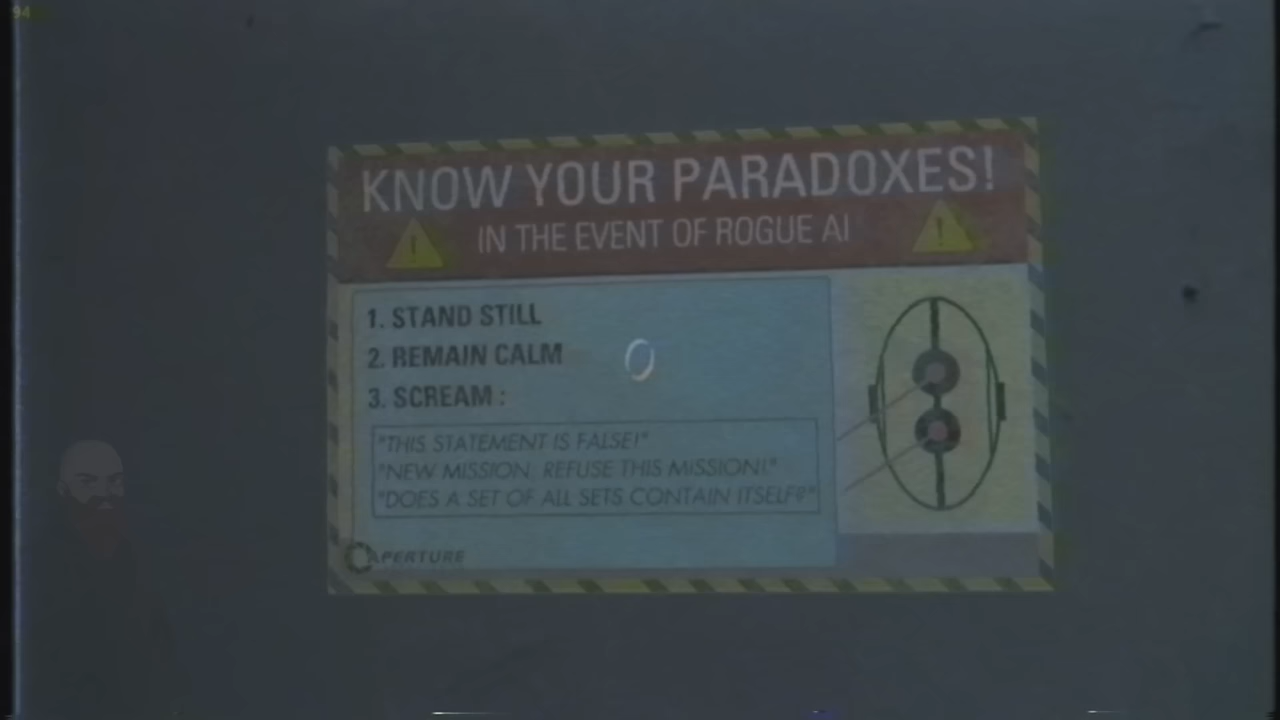 94
KNOW YOUR PARADOXES!
IN THE EVENT OF ROGUE AI
!
!
1. STAND STILL
2. REMAIN CALM
3. SCREAM :
"THIS STATEMENT IS FALSE!"
"NEW MISSION. REFUSE THIS MISSION!"
"DOES A SET OF ALL SETS CONTAIN ITSELF?"
APERTURE